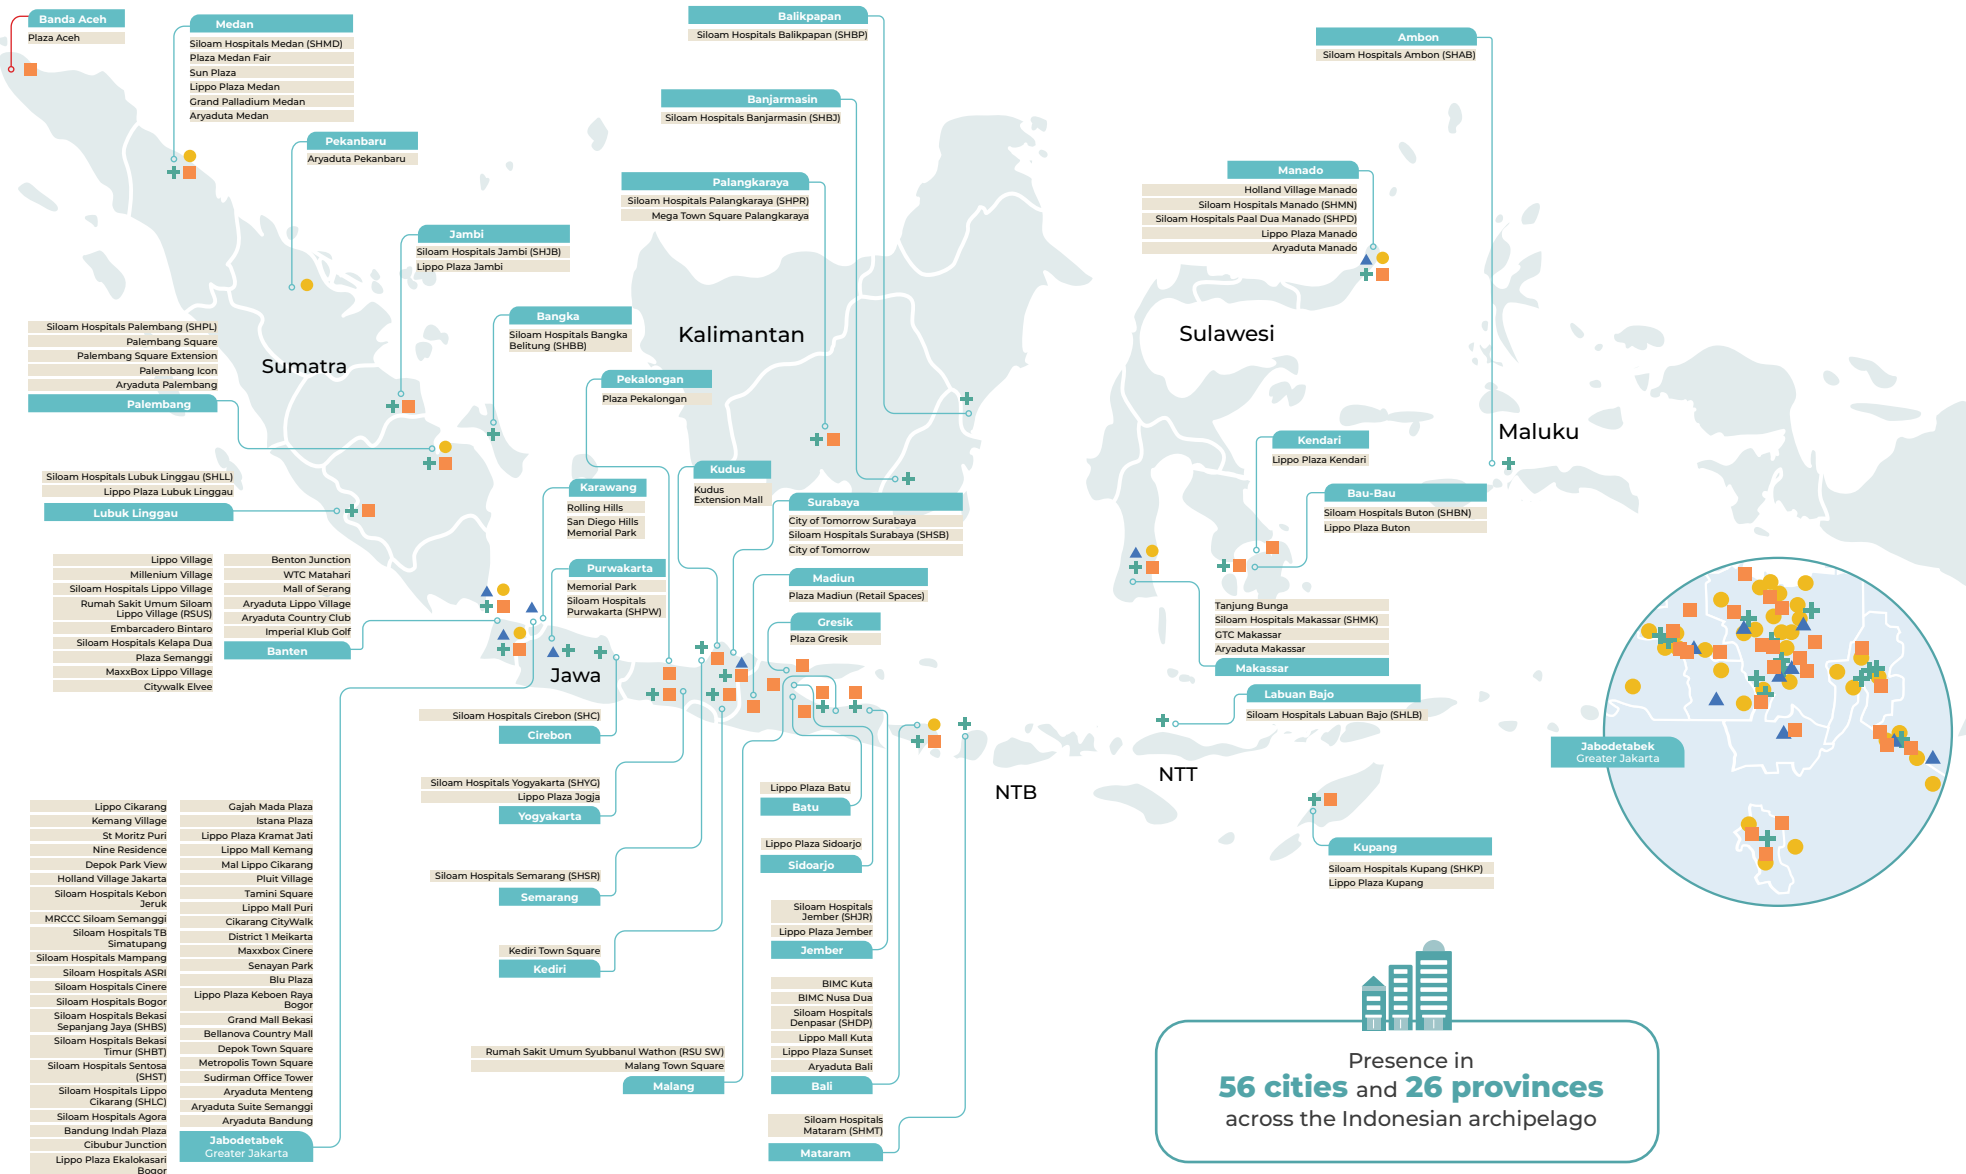 Banda Aceh
Plaza Aceh
Medan
Siloam Hospitals Medan (SHMD)
Plaza Medan Fair
Sun Plaza
Lippo Plaza Medan
Grand Palladium Medan
Aryaduta Medan
Pekanbaru
Aryaduta Pekanbaru
Jambi
Siloam Hospitals Jambi (SHJB)
Lippo Plaza Jambi
Bangka
Siloam Hospitals Bangka
Belitung (SHBB)
Sumatra
Siloam Hospitals Palembang (SHPL)
Palembang Square
Palembang Square Extension
Palembang Icon
Aryaduta Palembang
Palembang
Siloam Hospitals Lubuk Linggau (SHLL)
Lippo Plaza Lubuk Linggau
Lubuk Linggau
Balikpapan
Siloam Hospitals Balikpapan (SHBP)
Banjarmasin
Siloam Hospitals Banjarmasin (SHBJ)
Palangkaraya
Siloam Hospitals Palangkaraya (SHPR)
Mega Town Square Palangkaraya
Kalimantan
Ambon
Siloam Hospitals Ambon (SHAB)
Manado
Holland Village Manado
Siloam Hospitals Manado (SHMN)
Siloam Hospitals Paal Dua Manado (SHPD)
Lippo Plaza Manado
Aryaduta Manado
Sulawesi
Maluku
Kendari
Lippo Plaza Kendari
Bau-Bau
Siloam Hospitals Buton (SHBN)
Lippo Plaza Buton
Tanjung Bunga
Siloam Hospitals Makassar (SHMK)
GTC Makassar
Aryaduta Makassar
Makassar
Labuan Bajo
Siloam Hospitals Labuan Bajo (SHLB)
NTT
NTB
Kupang
Siloam Hospitals Kupang (SHKP)
Lippo Plaza Kupang
Pekalongan
Plaza Pekalongan
Kudus
Kudus
Extension Mall
Karawang
Rolling Hills
San Diego Hills
Memorial Park
Purwakarta
Memorial Park
Siloam Hospitals
Purwakarta (SHPW)
Surabaya
City of Tomorrow Surabaya
Siloam Hospitals Surabaya (SHSB)
City of Tomorrow
Madiun
Plaza Madiun (Retail Spaces)
Gresik
Plaza Gresik
Jawa
Lippo Village
Millenium Village
Siloam Hospitals Lippo Village
Rumah Sakit Umum Siloam
Lippo Village (RSUS)
Embarcadero Bintaro
Siloam Hospitals Kelapa Dua
Plaza Semanggi
MaxxBox Lippo Village
Citywalk Elvee
Benton Junction
WTC Matahari
Mall of Serang
Aryaduta Lippo Village
Aryaduta Country Club
Imperial Klub Golf
Banten
Siloam Hospitals Cirebon (SHC)
Cirebon
Siloam Hospitals Yogyakarta (SHYG)
Lippo Plaza Jogja
Yogyakarta
Siloam Hospitals Semarang (SHSR)
Semarang
Kediri Town Square
Kediri
Rumah Sakit Umum Syubbanul Wathon (RSU SW)
Malang Town Square
Malang
Lippo Plaza Batu
Batu
Lippo Plaza Sidoarjo
Sidoarjo
Siloam Hospitals
Jember (SHJR)
Lippo Plaza Jember
Jember
BIMC Kuta
BIMC Nusa Dua
Siloam Hospitals
Denpasar (SHDP)
Lippo Mall Kuta
Lippo Plaza Sunset
Aryaduta Bali
Bali
Siloam Hospitals
Mataram (SHMT)
Mataram
Lippo Cikarang
Kemang Village
St Moritz Puri
Nine Residence
Depok Park View
Holland Village Jakarta
Siloam Hospitals Kebon
Jeruk
MRCCC Siloam Semanggi
Siloam Hospitals TB
Simatupang
Siloam Hospitals Mampang
Siloam Hospitals ASRI
Siloam Hospitals Cinere
Siloam Hospitals Bogor
Siloam Hospitals Bekasi
Sepanjang Jaya (SHBS)
Siloam Hospitals Bekasi
Timur (SHBT)
Siloam Hospitals Sentosa
(SHST)
Siloam Hospitals Lippo
Cikarang (SHLC)
Siloam Hospitals Agora
Bandung Indah Plaza
Cibubur Junction
Lippo Plaza Ekalokasari
Bogor
Gajah Mada Plaza
Istana Plaza
Lippo Plaza Kramat Jati
Lippo Mall Kemang
Mal Lippo Cikarang
Pluit Village
Tamini Square
Lippo Mall Puri
Cikarang CityWalk
District 1 Meikarta
Maxxbox Cinere
Senayan Park
Blu Plaza
Lippo Plaza Keboen Raya
Bogor
Grand Mall Bekasi
Bellanova Country Mall
Depok Town Square
Metropolis Town Square
Sudirman Office Tower
Aryaduta Menteng
Aryaduta Suite Semanggi
Aryaduta Bandung
Jabodetabek
Greater Jakarta
Jabodetabek
Greater Jakarta
Presence in
56 cities and 26 provinces
across the Indonesian archipelago